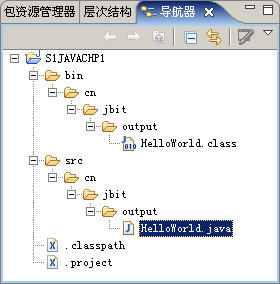 包资源管理器 层次结构 导航器
S1JAVACHP1
bin
cn
jbit
output
HelloWorld.class
src
cn
jbit
output
HelloWorld.java
.classpath
.project